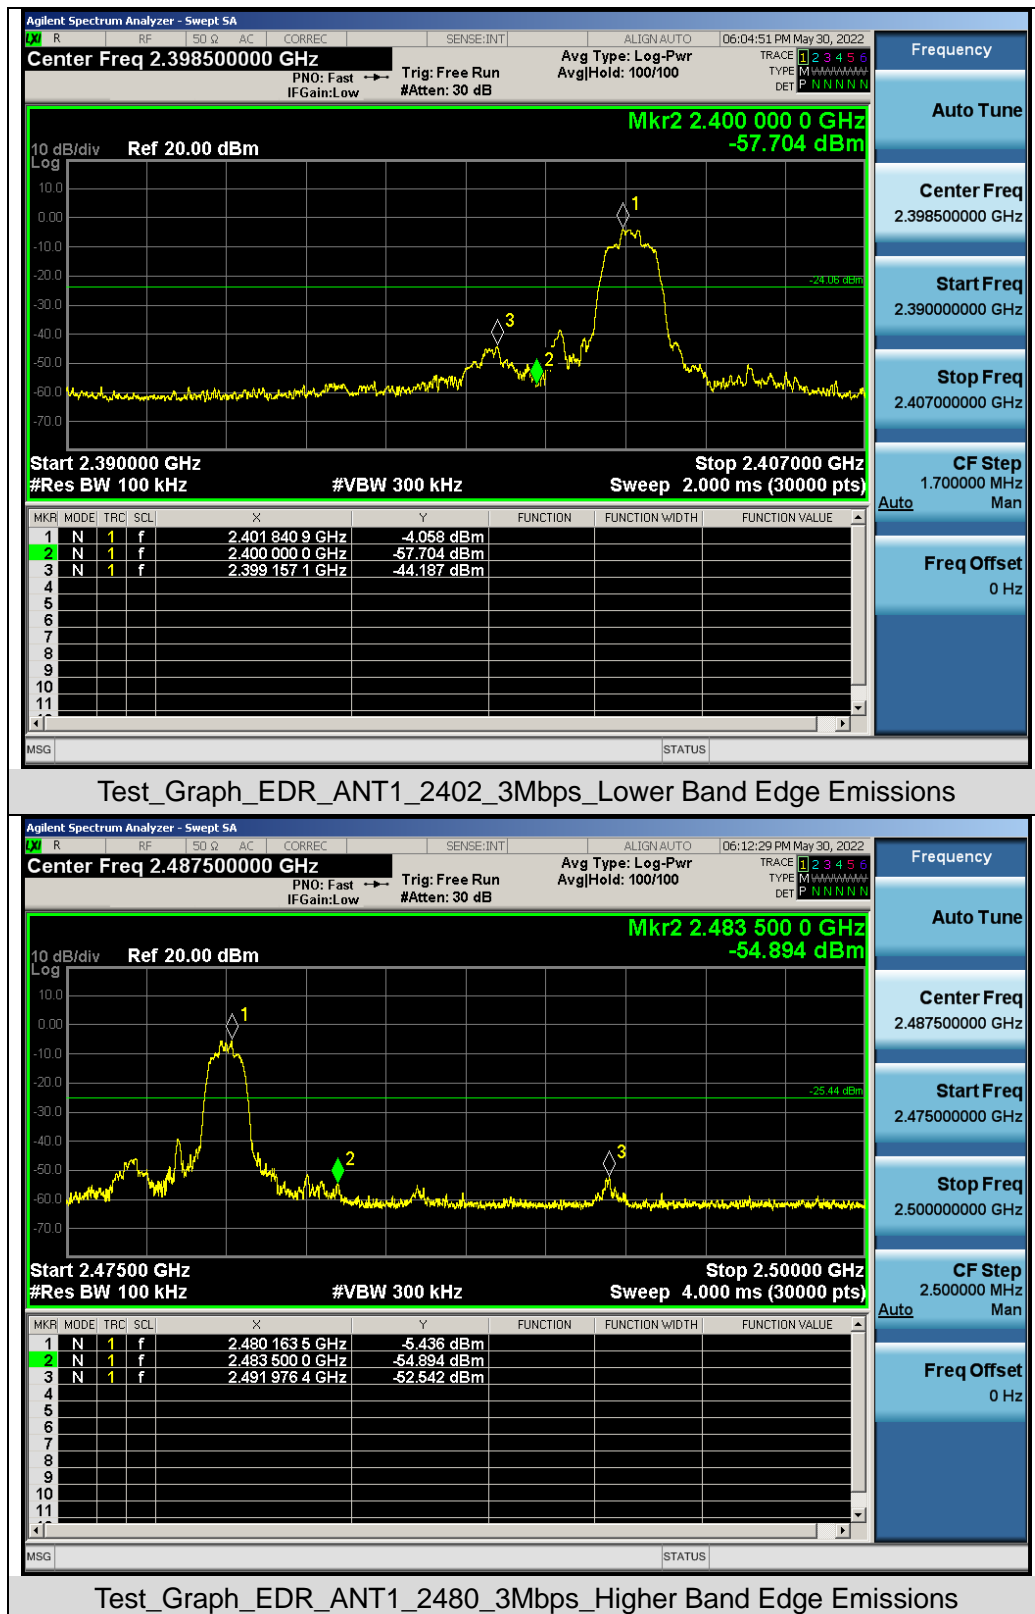 Agilent Spectrum Analyzer - Swept SA
LXI R RF 50 Ω AC CORREC SENSE:INT ALIGN AUTO 06:04:51 PM May 30, 2022
Center Freq 2.398500000 GHz
PNO: Fast
IFGain:Low
Trig: Free Run
#Atten: 30 dB
Avg Type: Log-Pwr
Avg|Hold: 100/100
TRACE 1 2 3 4 5 6
TYPE M
DET P N N N N N
Frequency
Mkr2 2.400 000 0 GHz
-57.704 dBm
10 dB/div Ref 20.00 dBm
Log
10.0
0.00
-10.0
-20.0
-30.0
-40.0
-50.0
-60.0
-70.0
1
2
3
-24.06 dBm
Start 2.390000 GHz Stop 2.407000 GHz
#Res BW 100 kHz #VBW 300 kHz Sweep 2.000 ms (30000 pts)
Auto Tune
Center Freq
2.398500000 GHz
Start Freq
2.390000000 GHz
Stop Freq
2.407000000 GHz
CF Step
1.700000 MHz
Auto Man
Freq Offset
0 Hz
MKR MODE TRC SCL X Y FUNCTION FUNCTION WIDTH FUNCTION VALUE
1 N 1 f 2.401 840 9 GHz -4.058 dBm
2 N 1 f 2.400 000 0 GHz -57.704 dBm
3 N 1 f 2.399 157 1 GHz -44.187 dBm
4
5
6
7
8
9
10
11
MSG STATUS
Test_Graph_EDR_ANT1_2402_3Mbps_Lower Band Edge Emissions
Agilent Spectrum Analyzer - Swept SA
LXI R RF 50 Ω AC CORREC SENSE:INT ALIGN AUTO 06:12:29 PM May 30, 2022
Center Freq 2.487500000 GHz
PNO: Fast
IFGain:Low
Trig: Free Run
#Atten: 30 dB
Avg Type: Log-Pwr
Avg|Hold: 100/100
TRACE 1 2 3 4 5 6
TYPE M
DET P N N N N N
Frequency
Mkr2 2.483 500 0 GHz
-54.894 dBm
10 dB/div Ref 20.00 dBm
Log
10.0
0.00
-10.0
-20.0
-30.0
-40.0
-50.0
-60.0
-70.0
1
2
3
-25.44 dBm
Start 2.47500 GHz Stop 2.50000 GHz
#Res BW 100 kHz #VBW 300 kHz Sweep 4.000 ms (30000 pts)
Auto Tune
Center Freq
2.487500000 GHz
Start Freq
2.475000000 GHz
Stop Freq
2.500000000 GHz
CF Step
2.500000 MHz
Auto Man
Freq Offset
0 Hz
MKR MODE TRC SCL X Y FUNCTION FUNCTION WIDTH FUNCTION VALUE
1 N 1 f 2.480 163 5 GHz -5.436 dBm
2 N 1 f 2.483 500 0 GHz -54.894 dBm
3 N 1 f 2.491 976 4 GHz -52.542 dBm
4
5
6
7
8
9
10
11
MSG STATUS
Test_Graph_EDR_ANT1_2480_3Mbps_Higher Band Edge Emissions